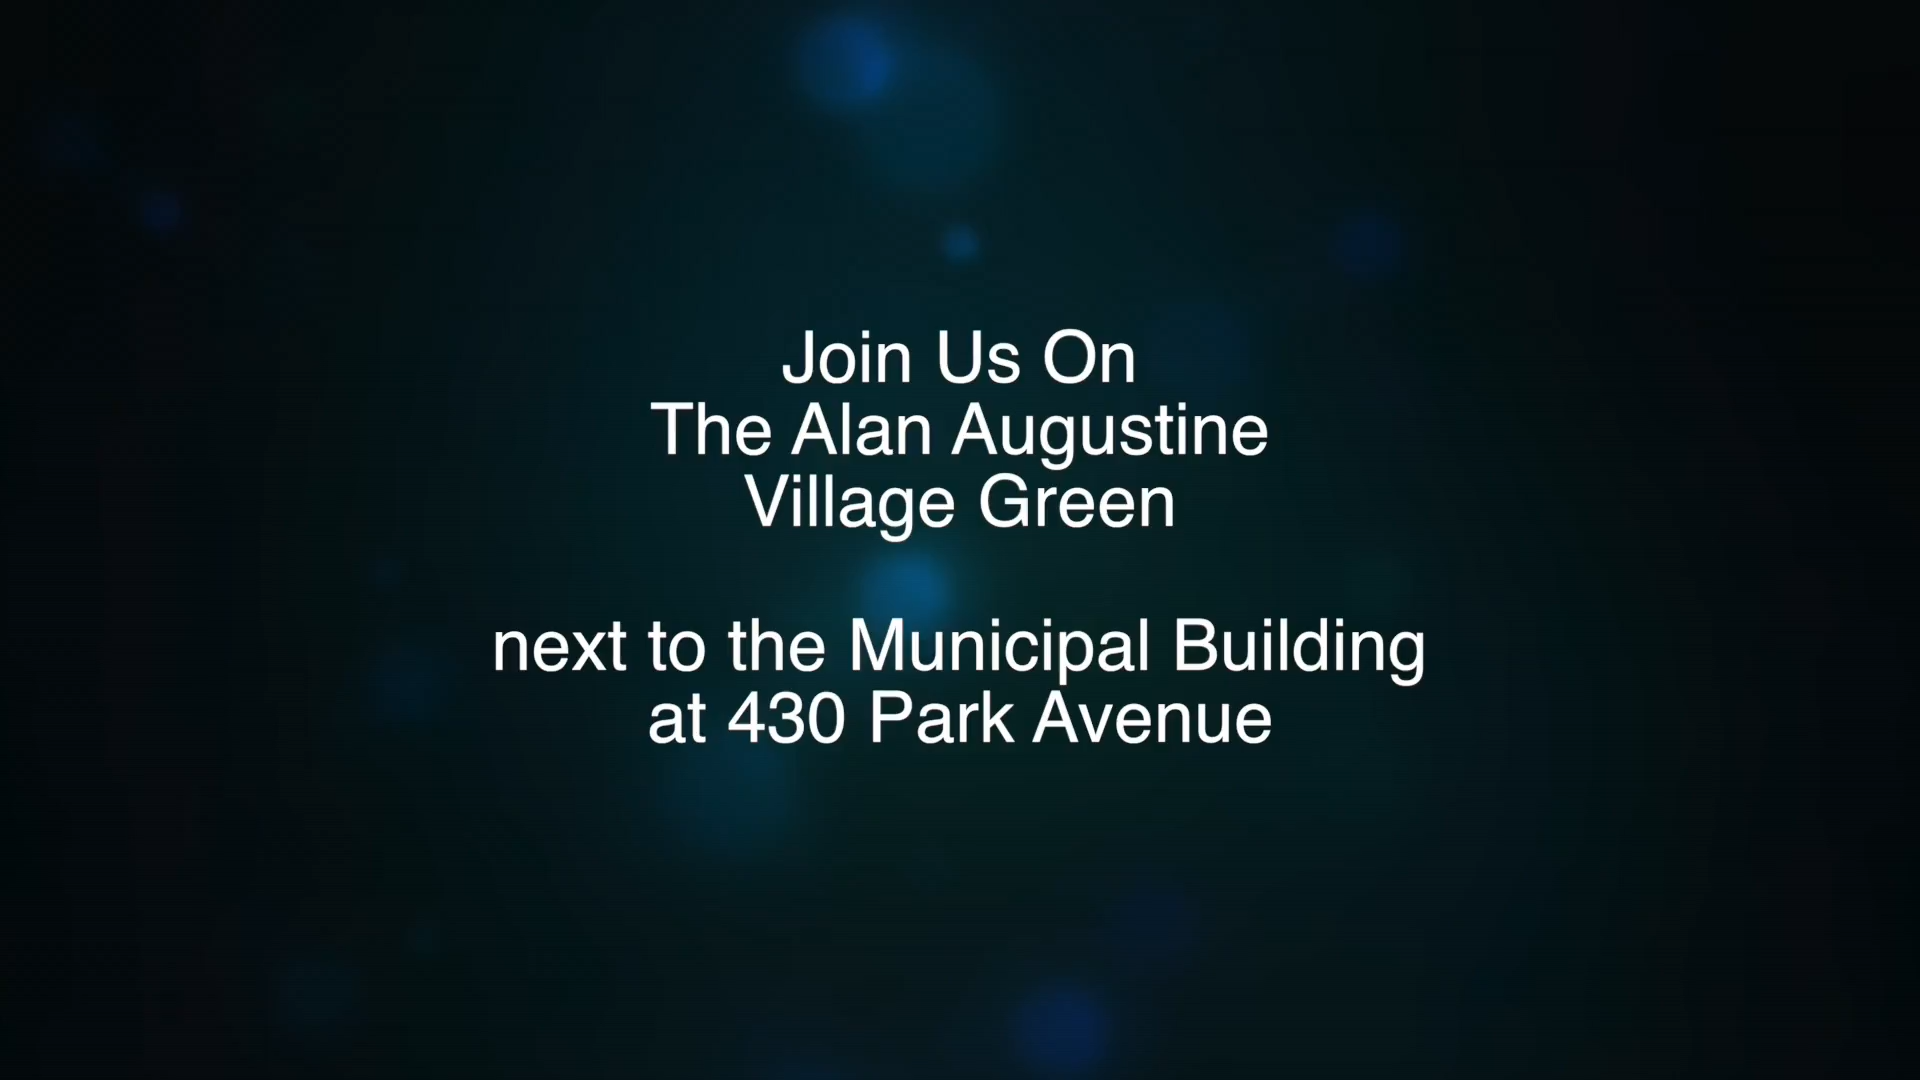 Join Us On
The Alan Augustine
Village Green
next to the Municipal Building
at 430 Park Avenue